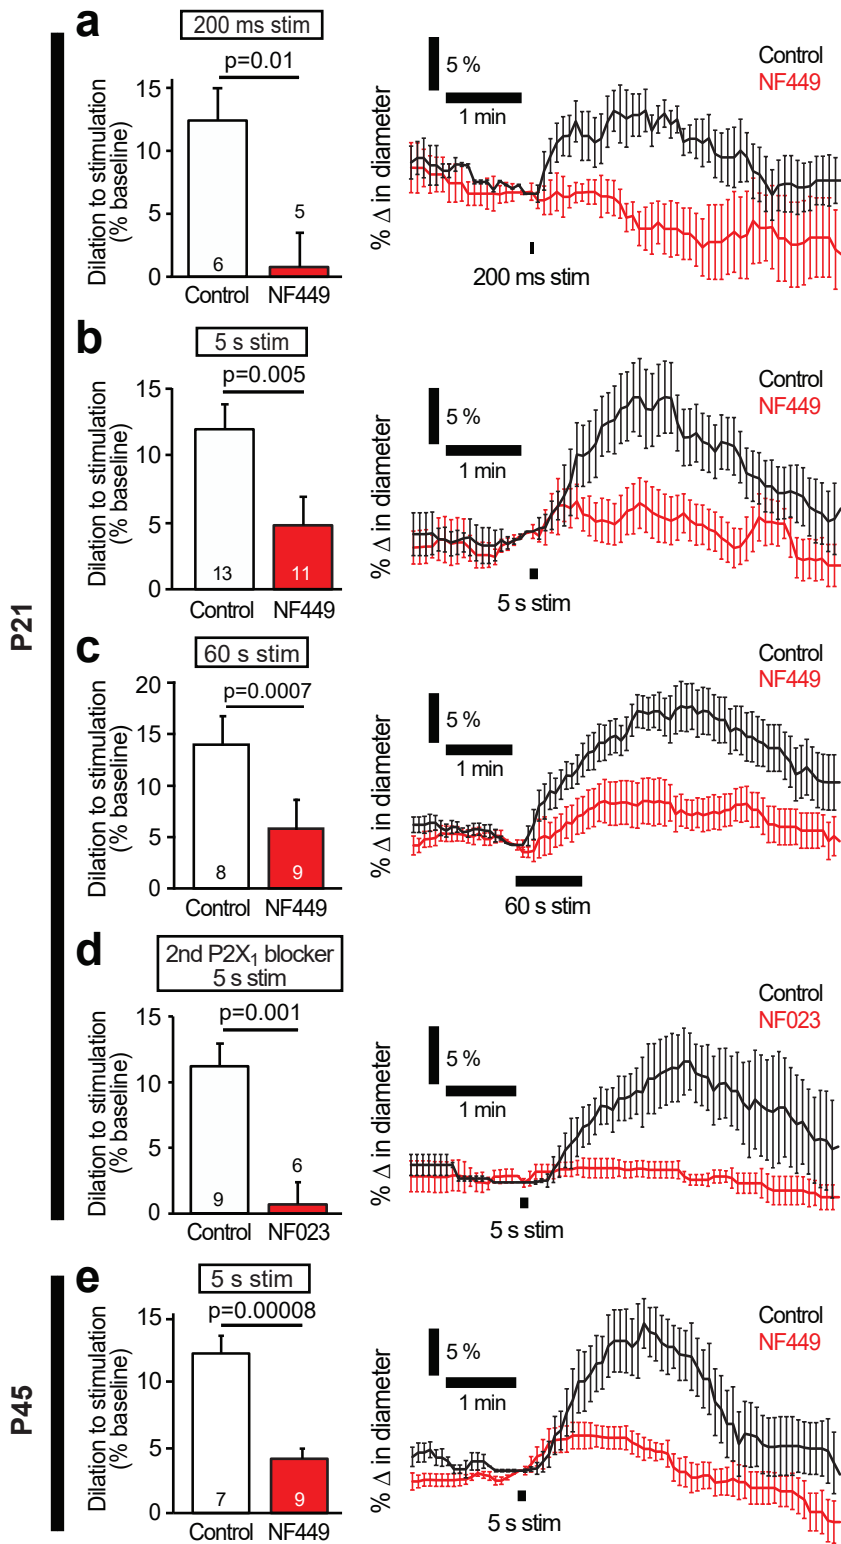 P21
a
200 ms stim
p=0.01
Dilation to stimulation
(% baseline)
15
10
5
0
6
5
Control
NF449
5 %
1 min
% Δ in diameter
Control
NF449
200 ms stim
b
5 s stim
p=0.005
Dilation to stimulation
(% baseline)
15
10
5
0
13
11
Control
NF449
5 %
1 min
% Δ in diameter
Control
NF449
5 s stim
c
60 s stim
p=0.0007
Dilation to stimulation
(% baseline)
20
15
10
5
0
8
9
Control
NF449
5 %
1 min
% Δ in diameter
Control
NF449
60 s stim
d
2nd P2X₁ blocker
5 s stim
p=0.001
Dilation to stimulation
(% baseline)
15
10
5
0
9
6
Control
NF023
5 %
1 min
% Δ in diameter
Control
NF023
5 s stim
P45
e
5 s stim
p=0.00008
Dilation to stimulation
(% baseline)
15
10
5
0
7
9
Control
NF449
5 %
1 min
% Δ in diameter
Control
NF449
5 s stim